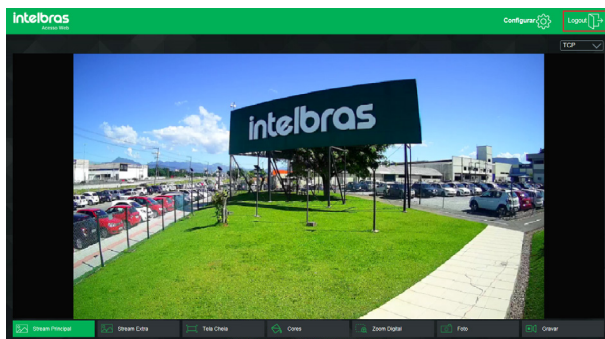 intelbras
Acesso Web
Configurar
Logout
TCP
intelbras
Stream Principal
Stream Extra
Tela Cheia
Cores
Zoom Digital
Foto
Gravar